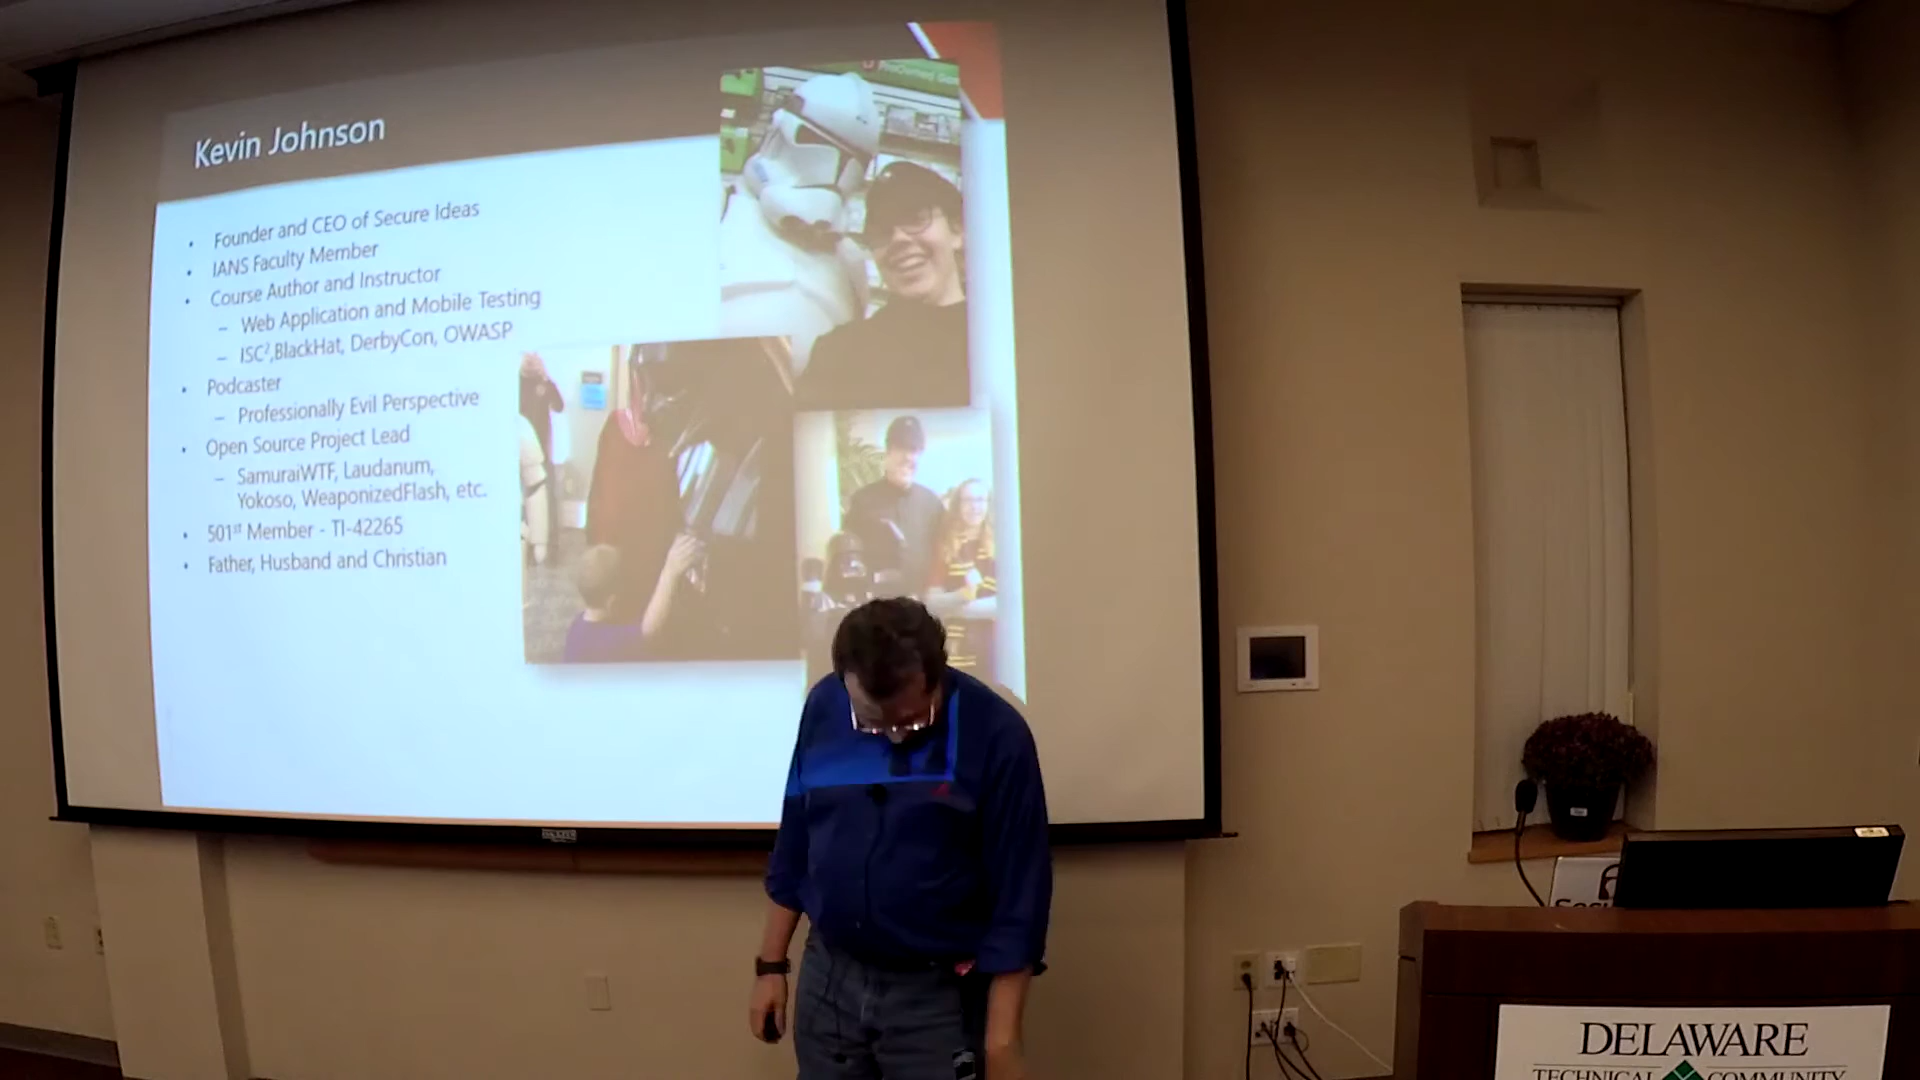 Kevin Johnson
• Founder and CEO of Secure Ideas
• IANS Faculty Member
• Course Author and Instructor
– Web Application and Mobile Testing
– ISC²,BlackHat, DerbyCon, OWASP
• Podcaster
– Professionally Evil Perspective
• Open Source Project Lead
– SamuraiWTF, Laudanum,
Yokoso, WeaponizedFlash, etc.
• 501st Member - TI-42265
• Father, Husband and Christian
DELAWARE
TECHNICAL COMMUNITY